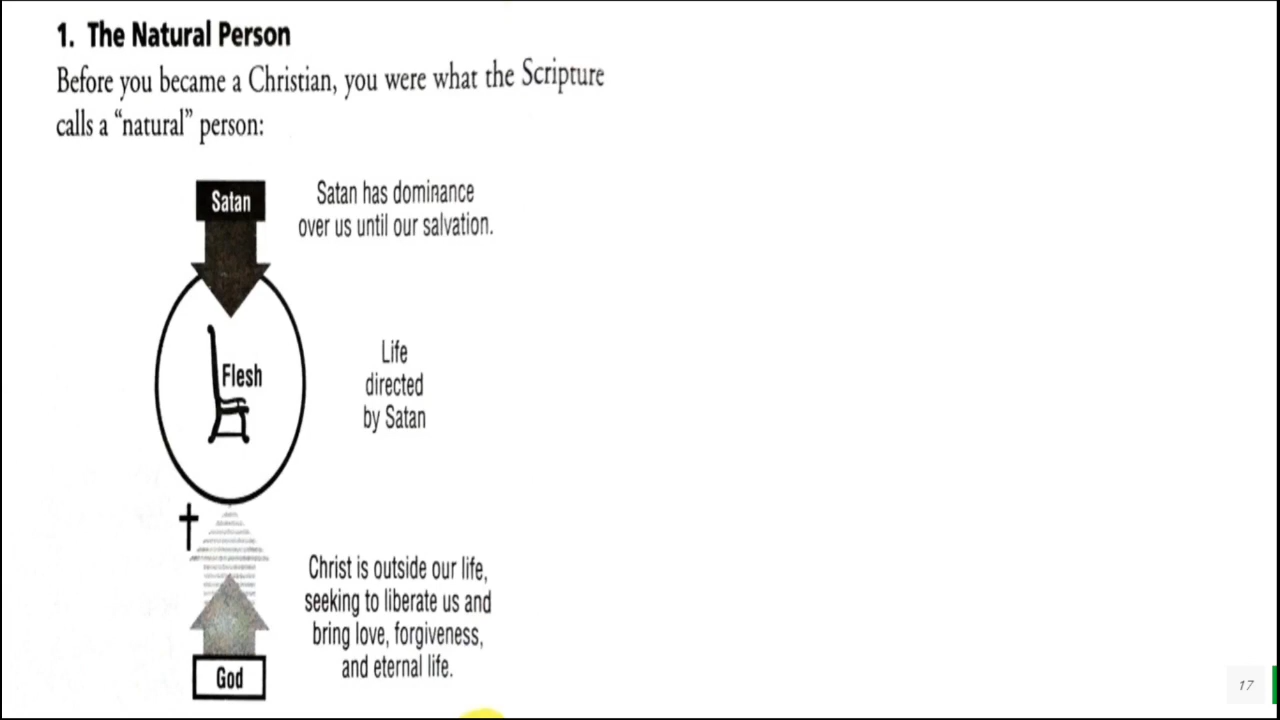 1. The Natural Person
Before you became a Christian, you were what the Scripture
calls a “natural” person:
Satan
Satan has dominance
over us until our salvation.
Flesh
Life
directed
by Satan
Christ is outside our life,
seeking to liberate us and
bring love, forgiveness,
and eternal life.
God
17